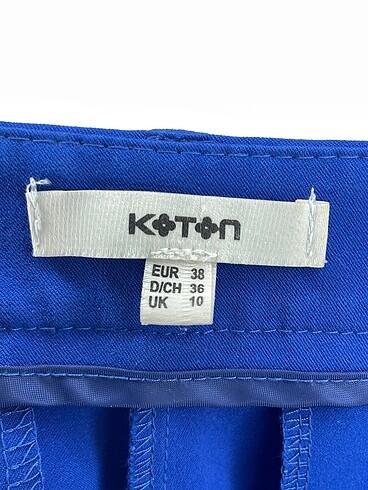 KOTON
EUR 38
D/CH 36
UK 10